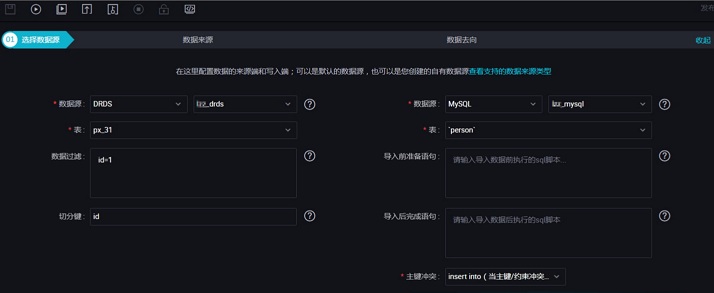 发布
01 选择数据源 数据来源 数据去向 收起
在这里配置数据的来源端和写入端；可以是默认的数据源，也可以是您创建的自有数据源查看支持的数据来源类型
* 数据源： DRDS _drds ? * 数据源： MySQL _mysql ?
* 表： px_31 * 表： `person`
数据过滤： id=1 ? 导入前准备语句： 请输入导入数据前执行的sql脚本... ?
切分键： id ? 导入后完成语句： 请输入导入数据后执行的sql脚本 ?
* 主键冲突： insert into（当主键/约束冲突...